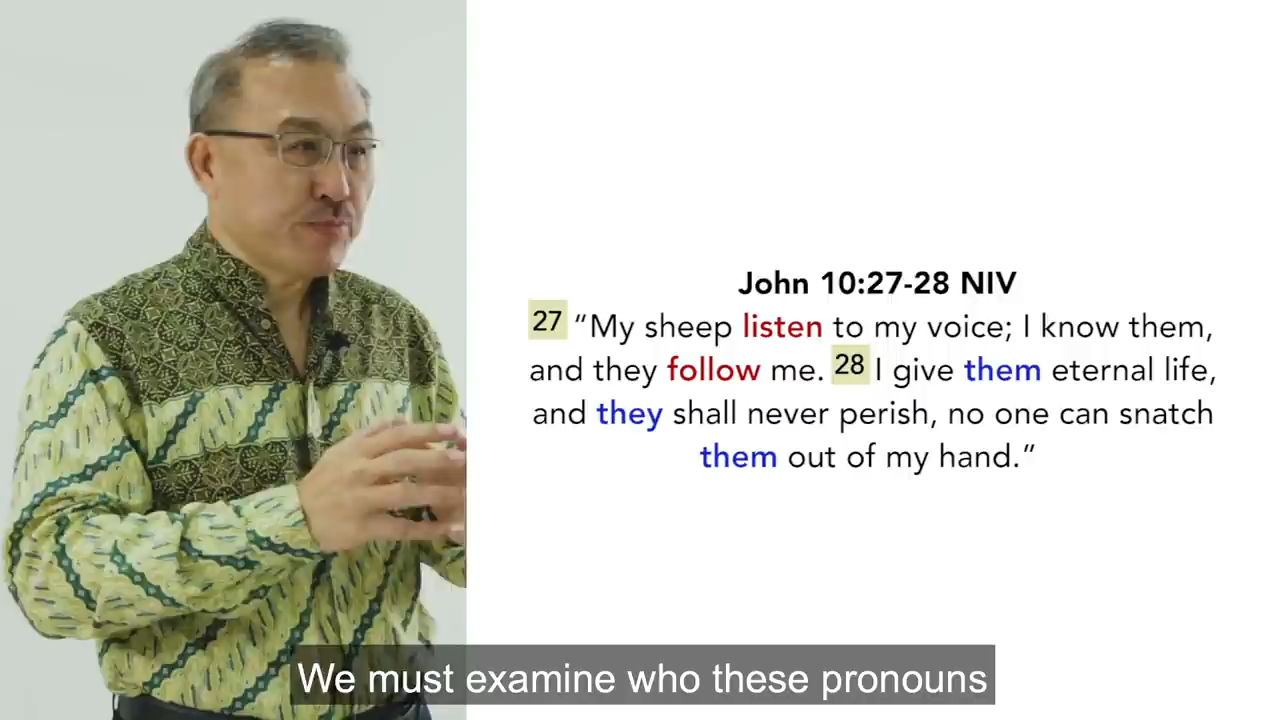 John 10:27-28 NIV
27 “My sheep listen to my voice; I know them,
and they follow me. 28 I give them eternal life,
and they shall never perish, no one can snatch
them out of my hand.”
We must examine who these pronouns